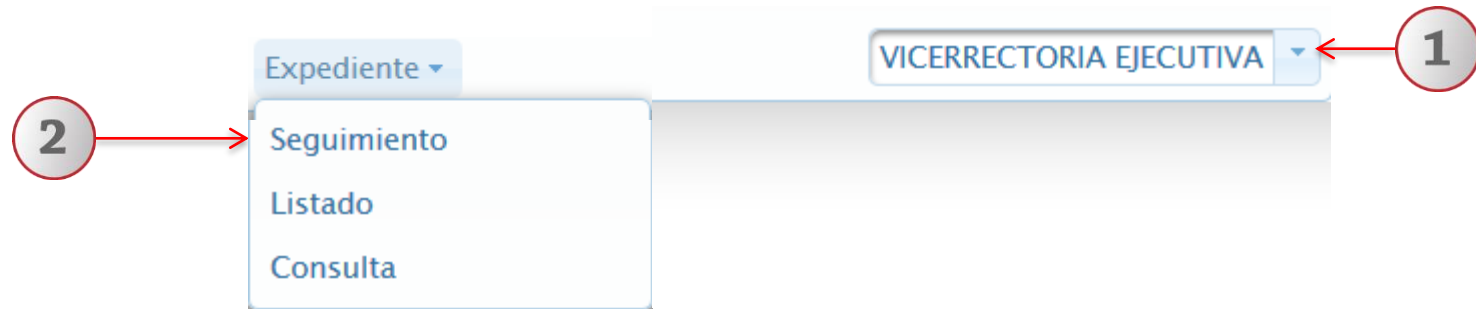 Expediente
VICERRECTORIA EJECUTIVA
1
2
Seguimiento
Listado
Consulta